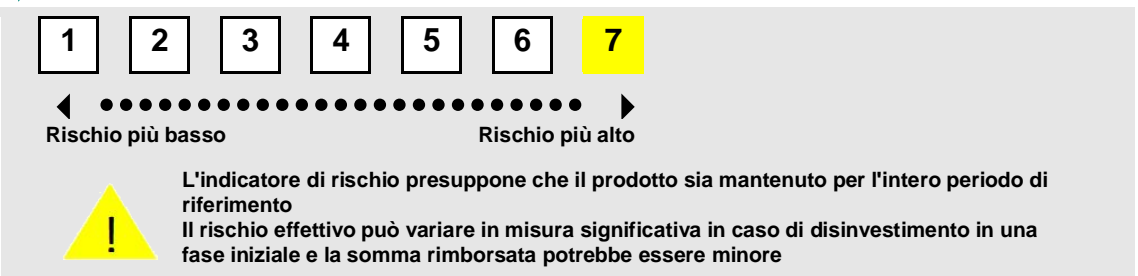 1 2 3 4 5 6 7
Rischio più basso Rischio più alto
! L'indicatore di rischio presuppone che il prodotto sia mantenuto per l'intero periodo di
riferimento
Il rischio effettivo può variare in misura significativa in caso di disinvestimento in una
fase iniziale e la somma rimborsata potrebbe essere minore